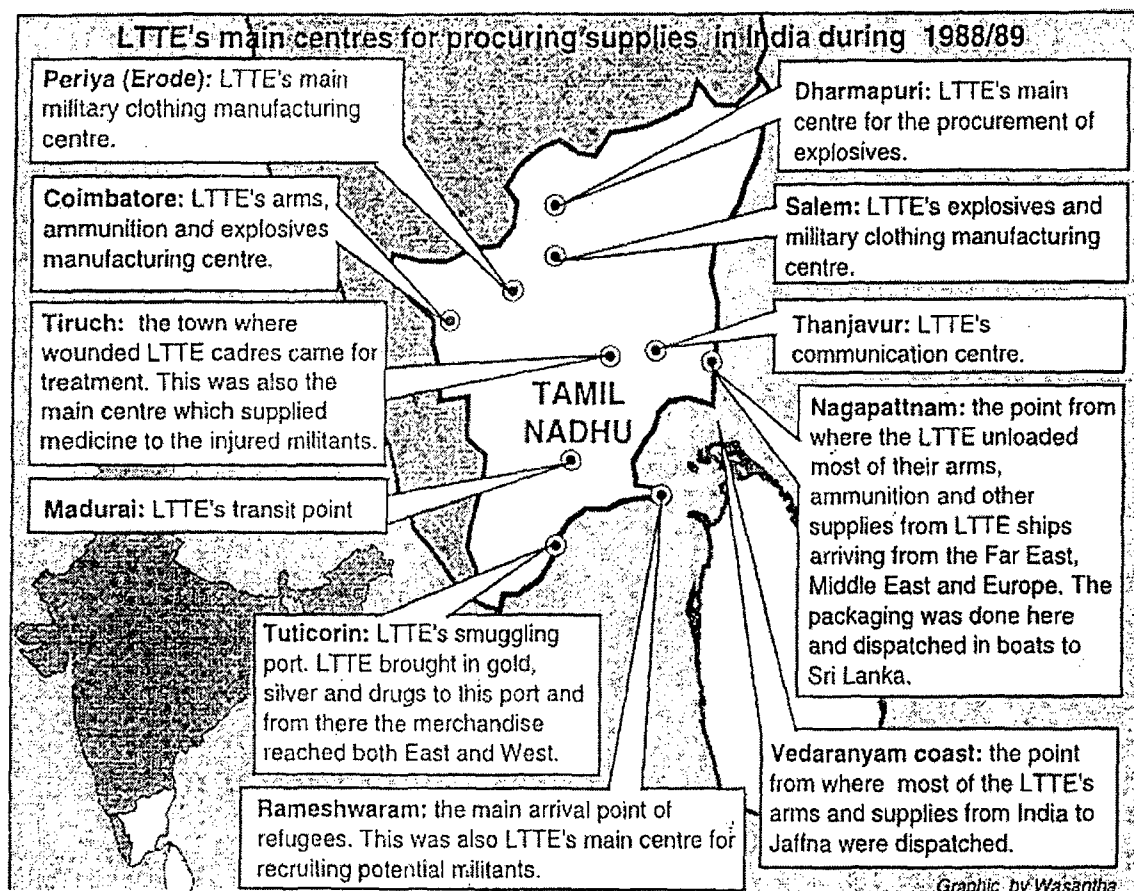 LTTE's main centres for procuring supplies in India during 1988/89
Periya (Erode): LTTE's main
military clothing manufacturing
centre.
Coimbatore: LTTE's arms,
ammunition and explosives
manufacturing centre.
Tiruch: the town where
wounded LTTE cadres came for
treatment. This was also the
main centre which supplied
medicine to the injured militants.
Madurai: LTTE's transit point
Dharmapuri: LTTE's main
centre for the procurement of
explosives.
Salem: LTTE's explosives and
military clothing manufacturing
centre.
Thanjavur: LTTE's
communication centre.
Nagapattnam: the point from
where the LTTE unloaded
most of their arms,
ammunition and other
supplies from LTTE ships
arriving from the Far East,
Middle East and Europe. The
packaging was done here
and dispatched in boats to
Sri Lanka.
TAMIL
NADHU
Tuticorin: LTTE's smuggling
port. LTTE brought in gold,
silver and drugs to this port and
from there the merchandise
reached both East and West.
Rameshwaram: the main arrival point of
refugees. This was also LTTE's main centre for
recruiting potential militants.
Vedaranyam coast: the point
from where most of the LTTE's
arms and supplies from India to
Jaffna were dispatched.
Graphic by Wasantha